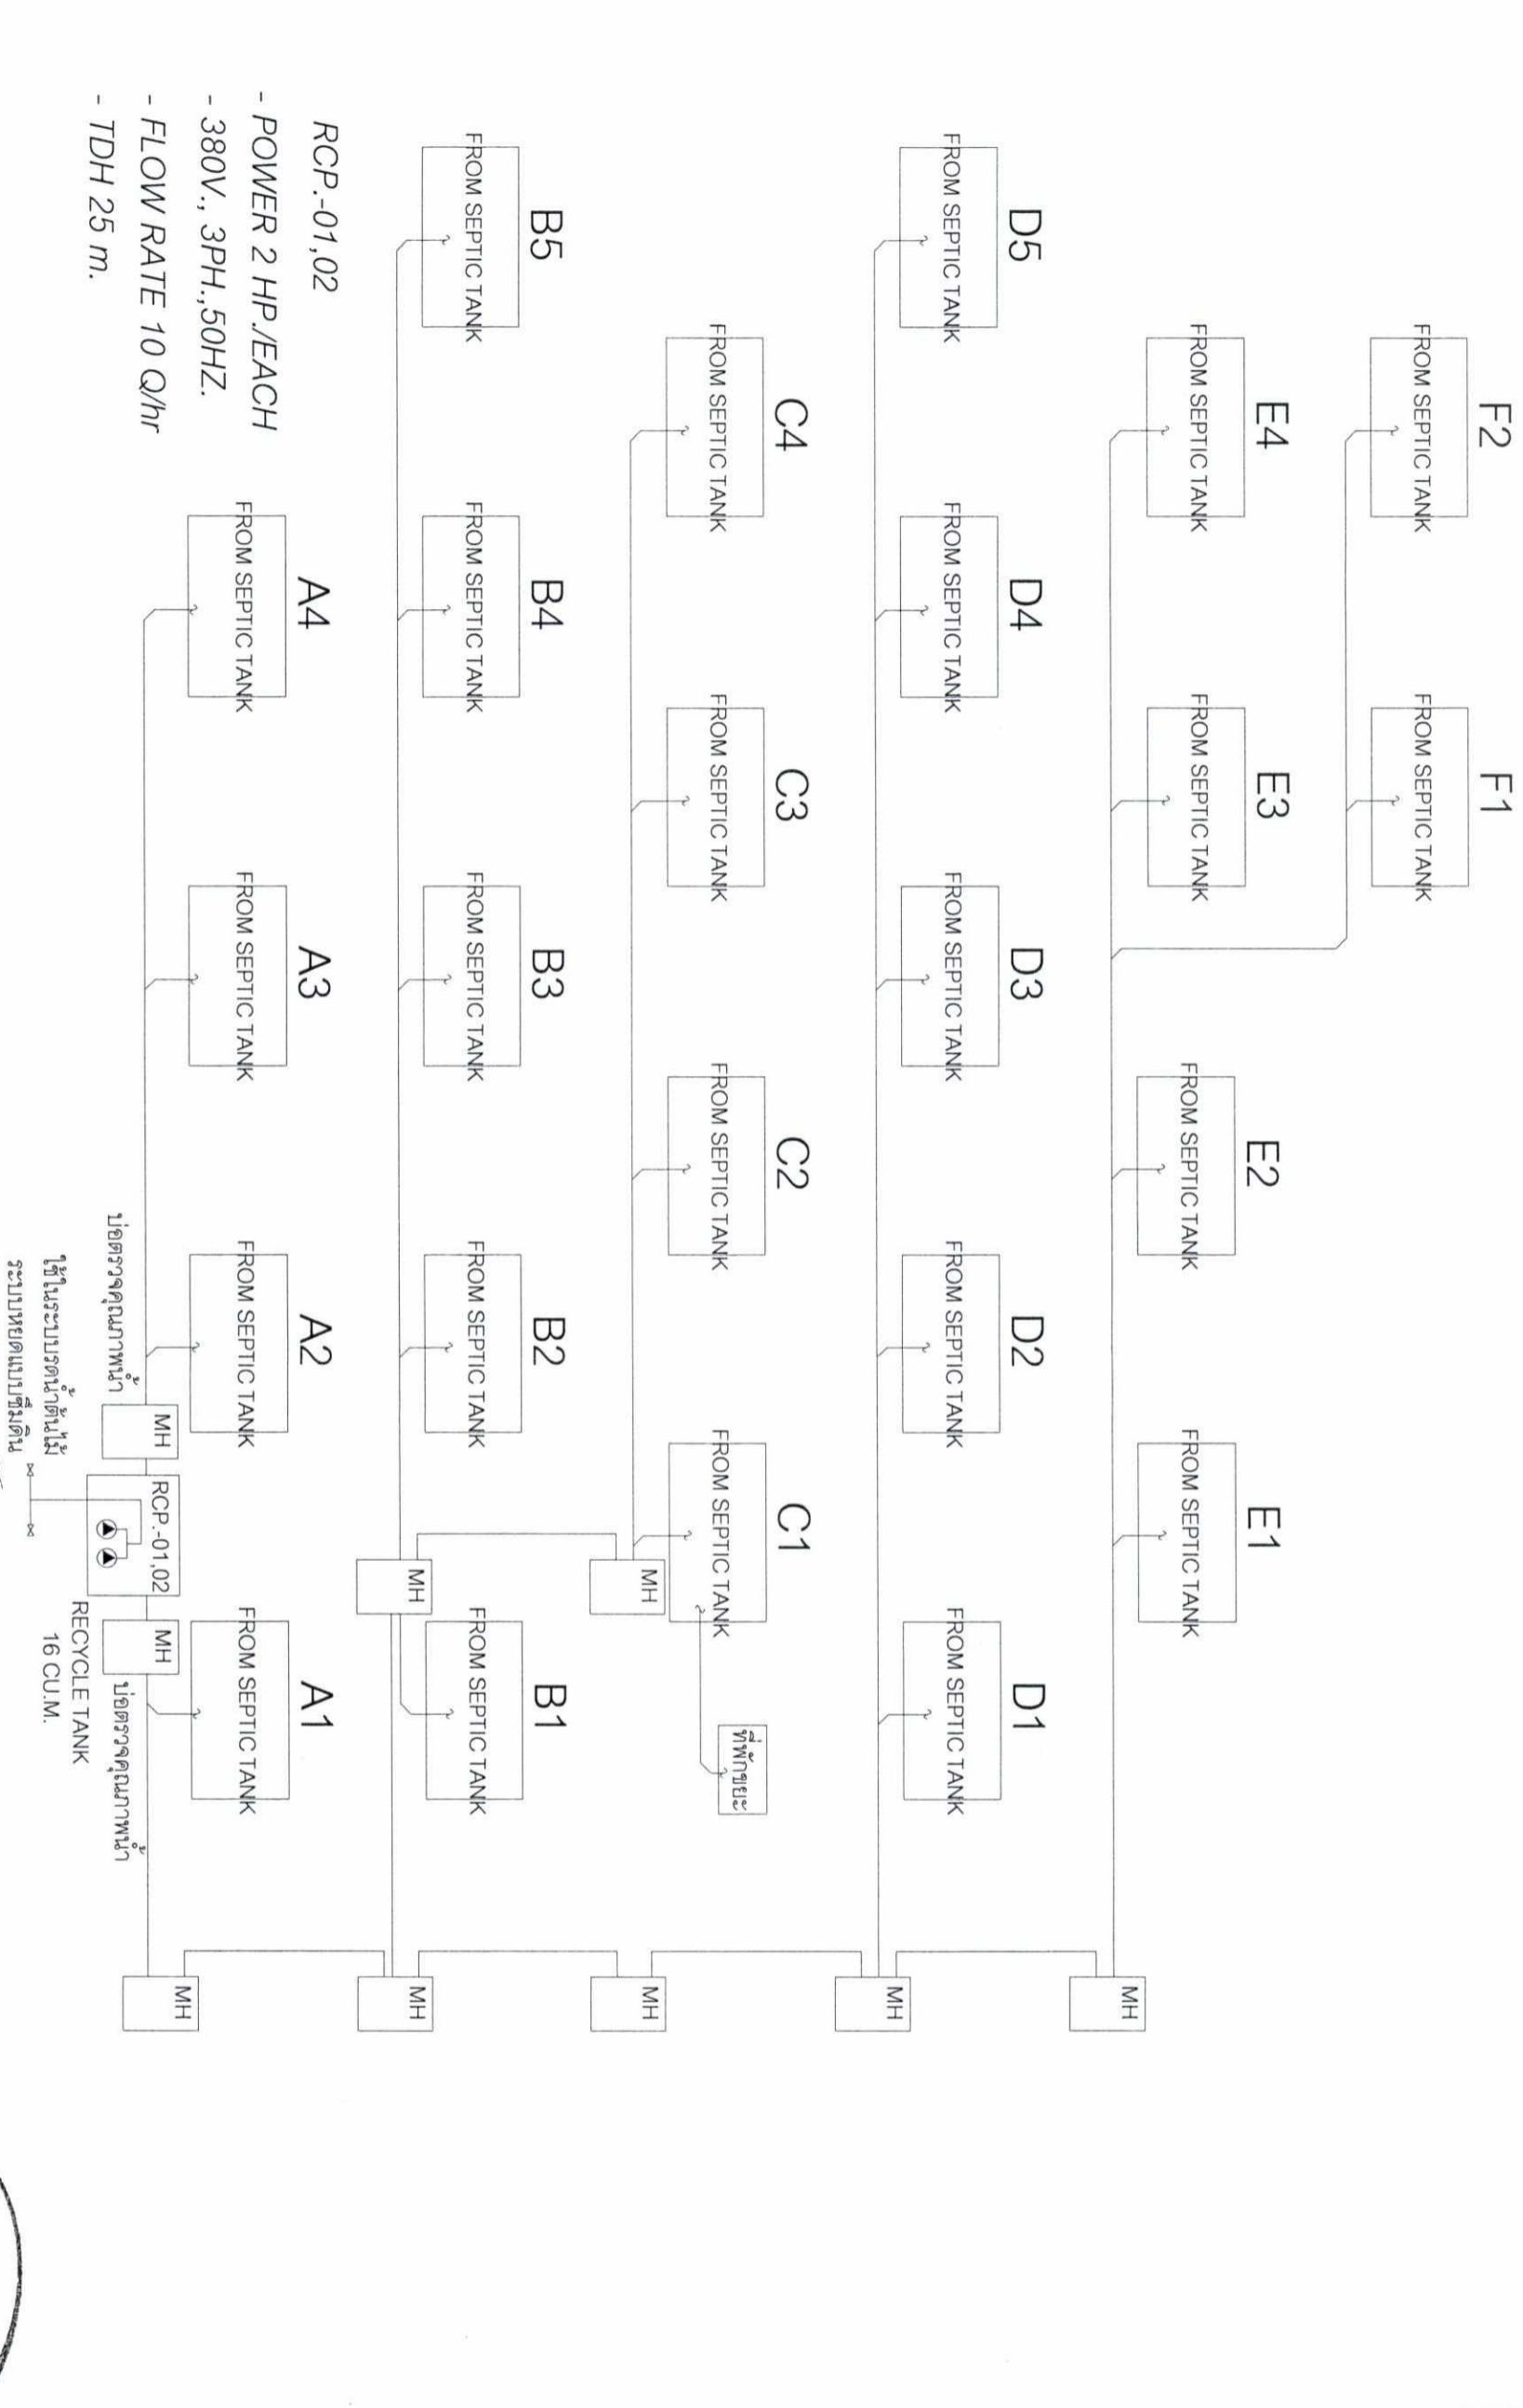 F2
F1
FROM SEPTIC TANK
FROM SEPTIC TANK
E4
E3
E2
E1
FROM SEPTIC TANK
FROM SEPTIC TANK
FROM SEPTIC TANK
FROM SEPTIC TANK
MH
D5
D4
D3
D2
D1
FROM SEPTIC TANK
FROM SEPTIC TANK
FROM SEPTIC TANK
FROM SEPTIC TANK
FROM SEPTIC TANK
MH
C4
C3
C2
C1
FROM SEPTIC TANK
FROM SEPTIC TANK
FROM SEPTIC TANK
FROM SEPTIC TANK
ที่พักขยะ
MH
MH
B5
B4
B3
B2
B1
FROM SEPTIC TANK
FROM SEPTIC TANK
FROM SEPTIC TANK
FROM SEPTIC TANK
FROM SEPTIC TANK
MH
MH
A4
A3
A2
A1
FROM SEPTIC TANK
FROM SEPTIC TANK
FROM SEPTIC TANK
FROM SEPTIC TANK
MH
RCP.-01,02
MH
MH
บ่อตรวจคุณภาพน้ำ
บ่อตรวจคุณภาพน้ำ
RECYCLE TANK
16 CU.M.
ใช้ในระบบรดน้ำต้นไม้
ระบบหยดแบบซึมดิน
RCP.-01,02
- POWER 2 HP./EACH
- 380V., 3PH.,50HZ.
- FLOW RATE 10 Q/hr
- TDH 25 m.